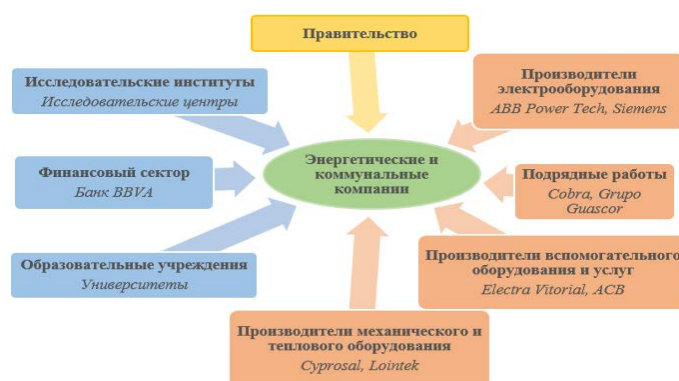 Правительство
Исследовательские институты
Исследовательские центры
Производители
электрооборудования
ABB Power Tech, Siemens
Энергетические и
коммунальные
компании
Финансовый сектор
Банк BBVA
Подрядные работы
Cobra, Grupo
Guascor
Образовательные учреждения
Университеты
Производители вспомогательного
оборудования и услуг
Electra Vitorial, ACB
Производители механического и
теплового оборудования
Cyprosal, Lointek